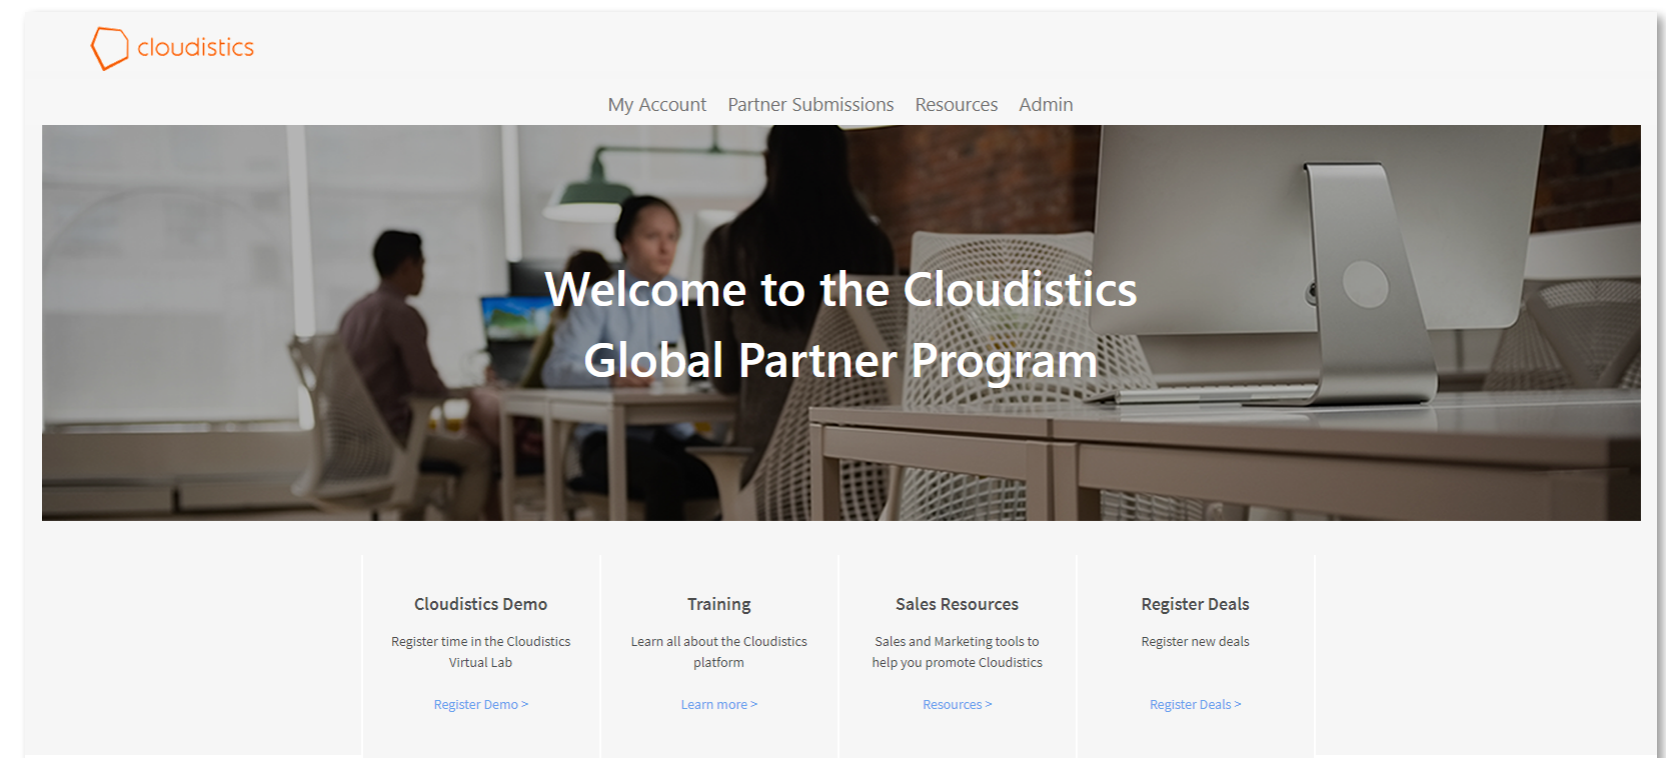 cloudistics
My Account Partner Submissions Resources Admin
Welcome to the Cloudistics
Global Partner Program
Cloudistics Demo
Register time in the Cloudistics
Virtual Lab
Register Demo >
Training
Learn all about the Cloudistics
platform
Learn more >
Sales Resources
Sales and Marketing tools to
help you promote Cloudistics
Resources >
Register Deals
Register new deals
Register Deals >